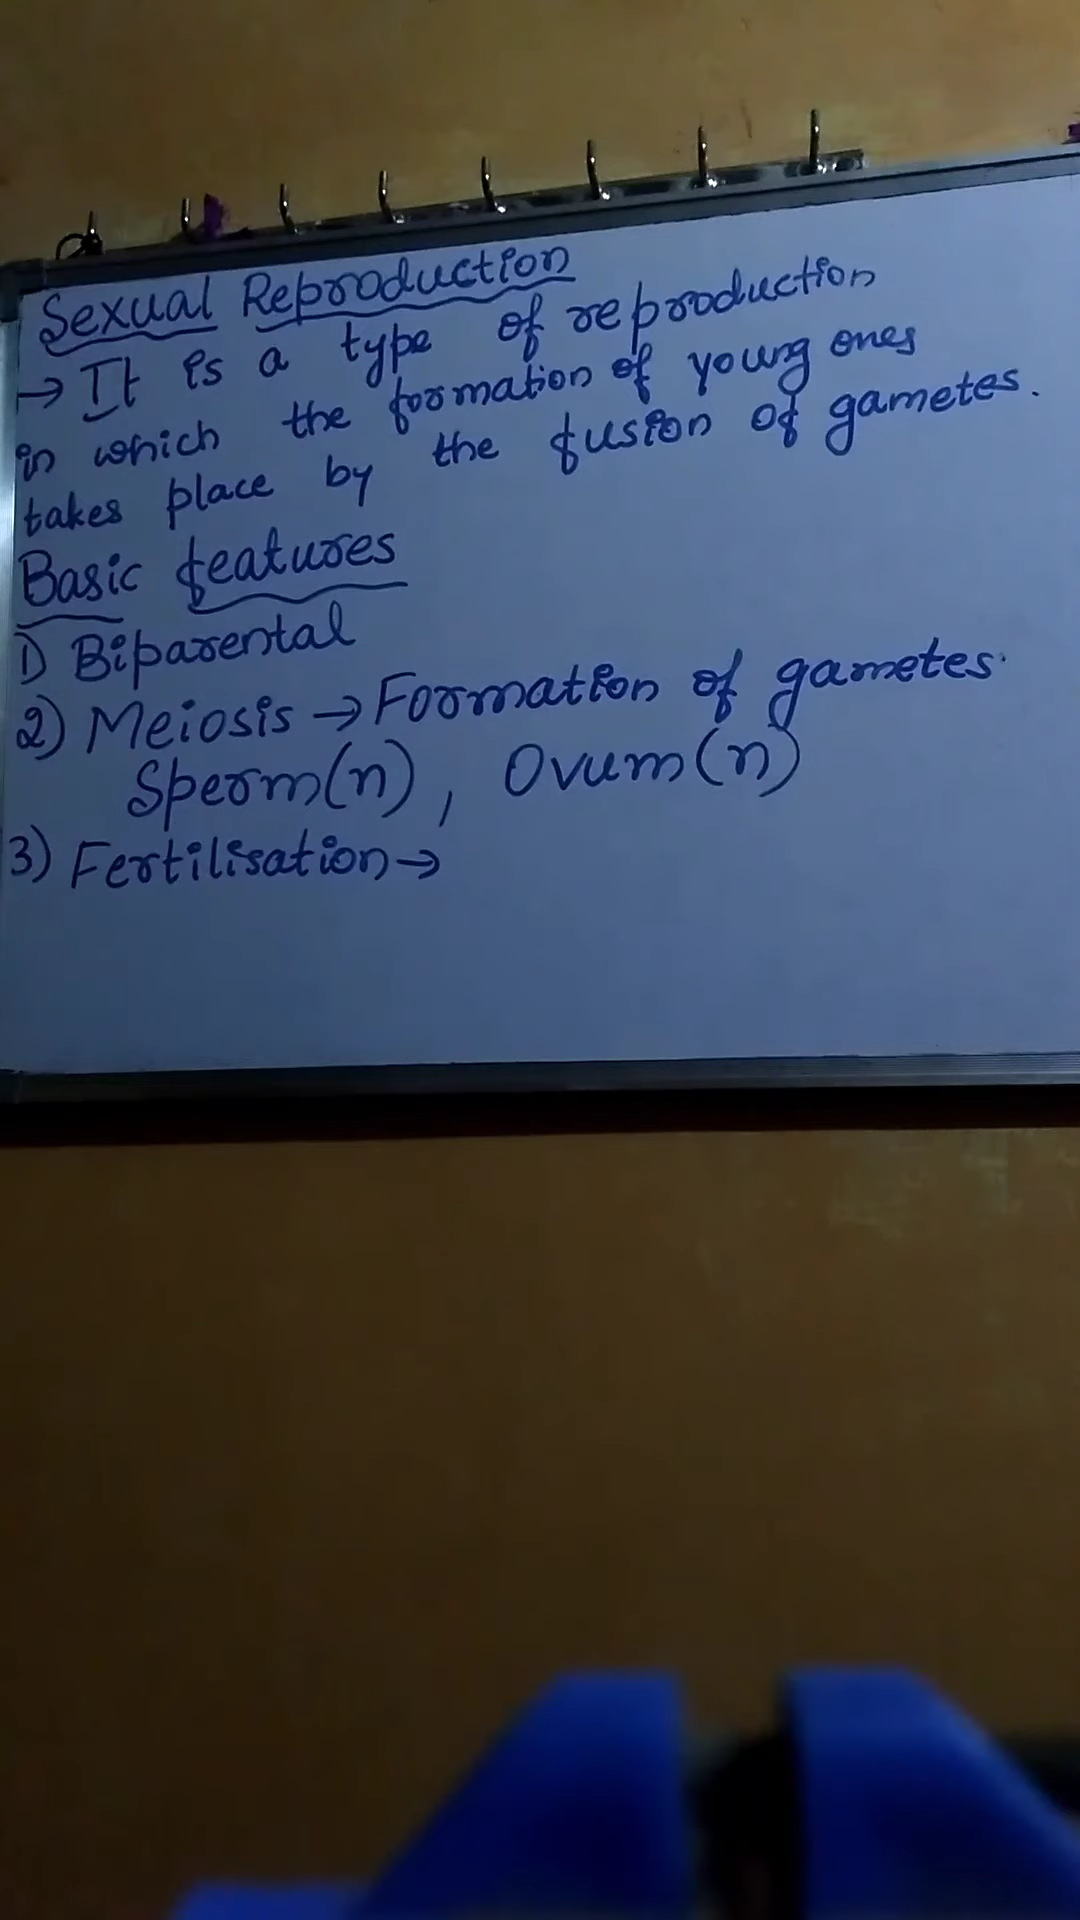 Sexual Reproduction
→ It is a type of reproduction
in which the formation of young ones
takes place by the fusion of gametes.
Basic features
1) Biparental
2) Meiosis → Formation of gametes.
Sperm(n), Ovum(n)
3) Fertilisation →